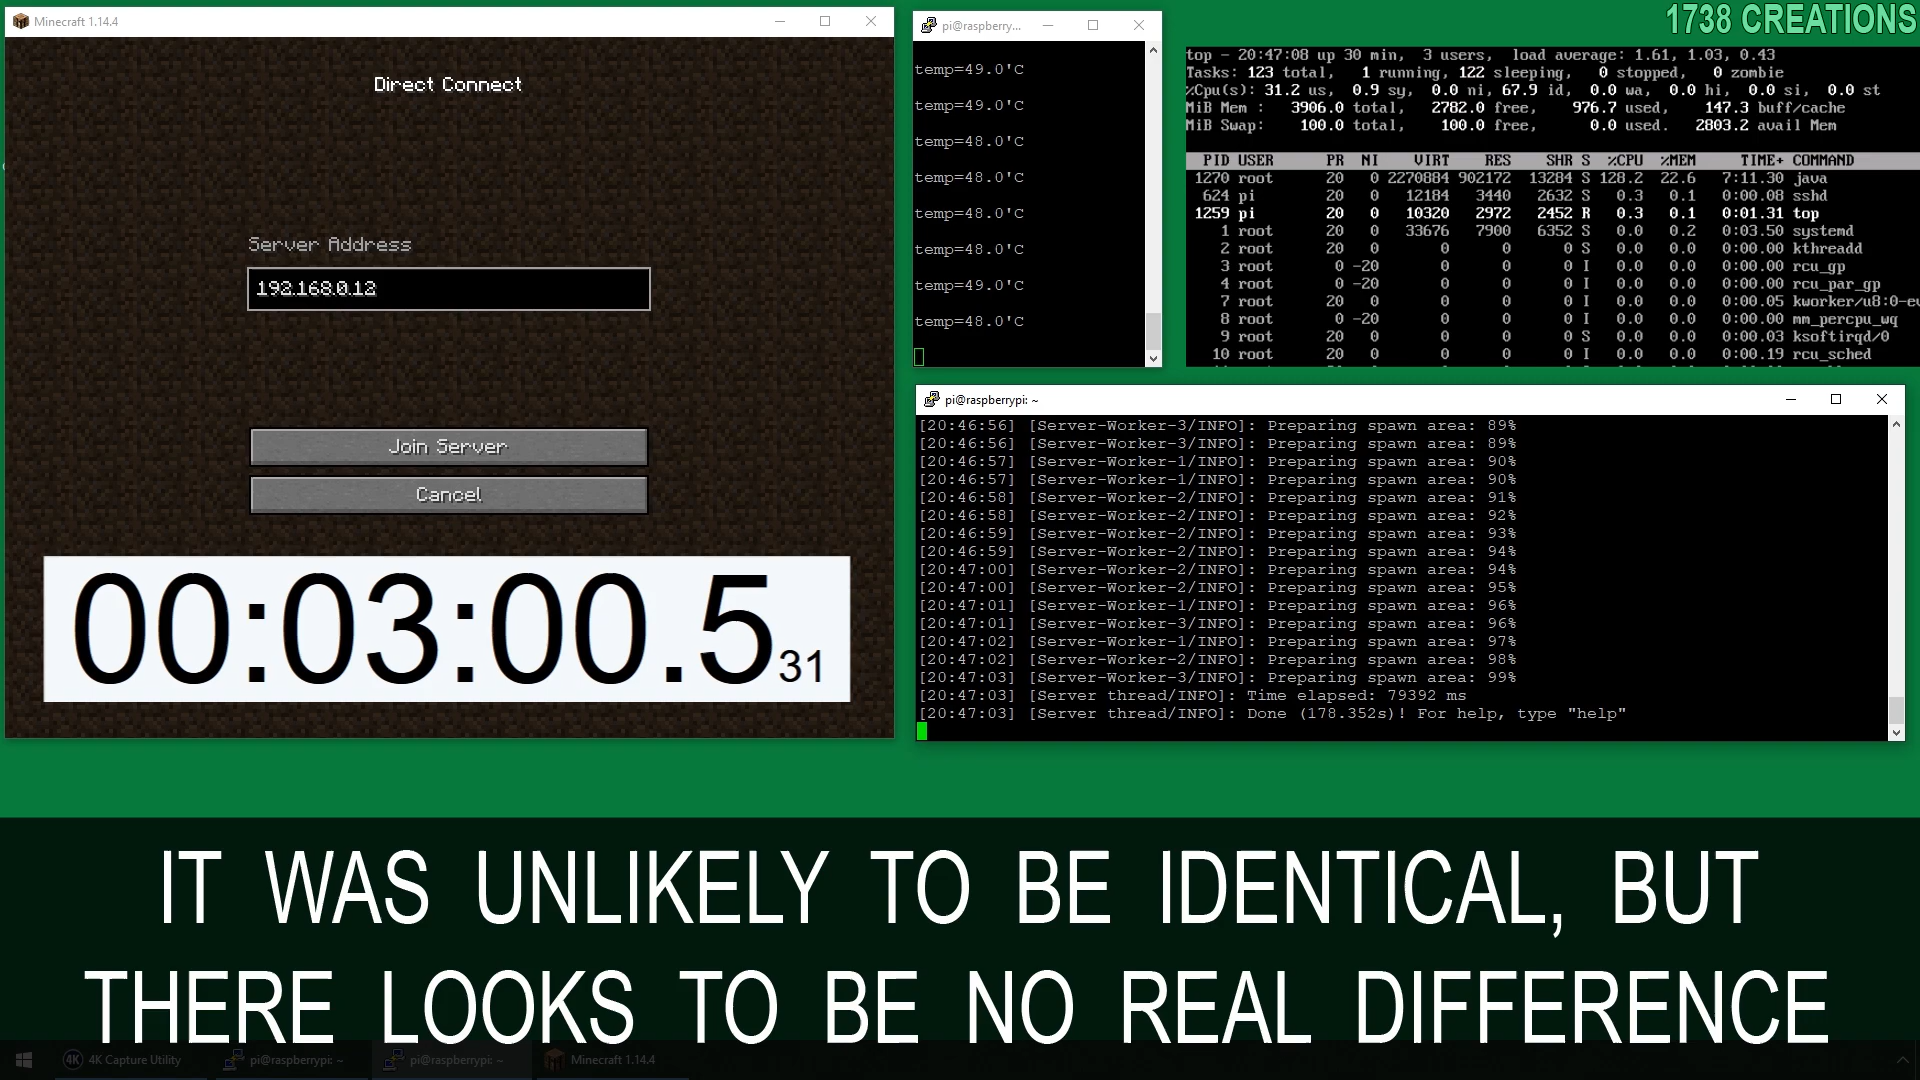 Minecraft 1.14.4
Direct Connect
Server Address
192.168.0.12
Join Server
Cancel
00:03:00.531
pi@raspberry...
temp=49.0'C
temp=49.0'C
temp=48.0'C
temp=48.0'C
temp=48.0'C
temp=48.0'C
temp=49.0'C
temp=48.0'C
1738 CREATIONS
top - 20:47:08 up 30 min, 3 users, load average: 1.61, 1.03, 0.43
Tasks: 123 total, 1 running, 122 sleeping, 0 stopped, 0 zombie
%Cpu(s): 31.2 us, 0.9 sy, 0.0 ni, 67.9 id, 0.0 wa, 0.0 hi, 0.0 si, 0.0 st
MiB Mem : 3906.0 total, 2782.0 free, 976.7 used, 147.3 buff/cache
MiB Swap: 100.0 total, 100.0 free, 0.0 used. 2803.2 avail Mem
PID USER PR NI VIRT RES SHR S %CPU %MEM TIME+ COMMAND
1270 root 20 0 2270884 902172 13284 S 128.2 22.6 7:11.30 java
624 pi 20 0 12184 3440 2632 S 0.3 0.1 0:00.08 sshd
1259 pi 20 0 10320 2972 2452 R 0.3 0.1 0:01.31 top
1 root 20 0 33676 7900 6352 S 0.0 0.2 0:03.50 systemd
2 root 20 0 0 0 0 S 0.0 0.0 0:00.00 kthreadd
3 root 0 -20 0 0 0 I 0.0 0.0 0:00.00 rcu_gp
4 root 0 -20 0 0 0 I 0.0 0.0 0:00.00 rcu_par_gp
7 root 20 0 0 0 0 I 0.0 0.0 0:00.05 kworker/u8:0-eu
8 root 0 -20 0 0 0 I 0.0 0.0 0:00.00 mm_percpu_wq
9 root 20 0 0 0 0 S 0.0 0.0 0:00.03 ksoftirqd/0
10 root 20 0 0 0 0 I 0.0 0.0 0:00.19 rcu_sched
pi@raspberrypi: ~
[20:46:56] [Server-Worker-3/INFO]: Preparing spawn area: 89%
[20:46:56] [Server-Worker-3/INFO]: Preparing spawn area: 89%
[20:46:57] [Server-Worker-1/INFO]: Preparing spawn area: 90%
[20:46:57] [Server-Worker-1/INFO]: Preparing spawn area: 90%
[20:46:58] [Server-Worker-2/INFO]: Preparing spawn area: 91%
[20:46:58] [Server-Worker-2/INFO]: Preparing spawn area: 92%
[20:46:59] [Server-Worker-2/INFO]: Preparing spawn area: 93%
[20:46:59] [Server-Worker-2/INFO]: Preparing spawn area: 94%
[20:47:00] [Server-Worker-2/INFO]: Preparing spawn area: 94%
[20:47:00] [Server-Worker-2/INFO]: Preparing spawn area: 95%
[20:47:01] [Server-Worker-1/INFO]: Preparing spawn area: 96%
[20:47:01] [Server-Worker-3/INFO]: Preparing spawn area: 96%
[20:47:02] [Server-Worker-1/INFO]: Preparing spawn area: 97%
[20:47:02] [Server-Worker-2/INFO]: Preparing spawn area: 98%
[20:47:03] [Server-Worker-3/INFO]: Preparing spawn area: 99%
[20:47:03] [Server thread/INFO]: Time elapsed: 79392 ms
[20:47:03] [Server thread/INFO]: Done (178.352s)! For help, type "help"
IT WAS UNLIKELY TO BE IDENTICAL, BUT
THERE LOOKS TO BE NO REAL DIFFERENCE
4K 4K Capture Utility pi@raspberrypi: ~ pi@raspberrypi: ~ Minecraft 1.14.4